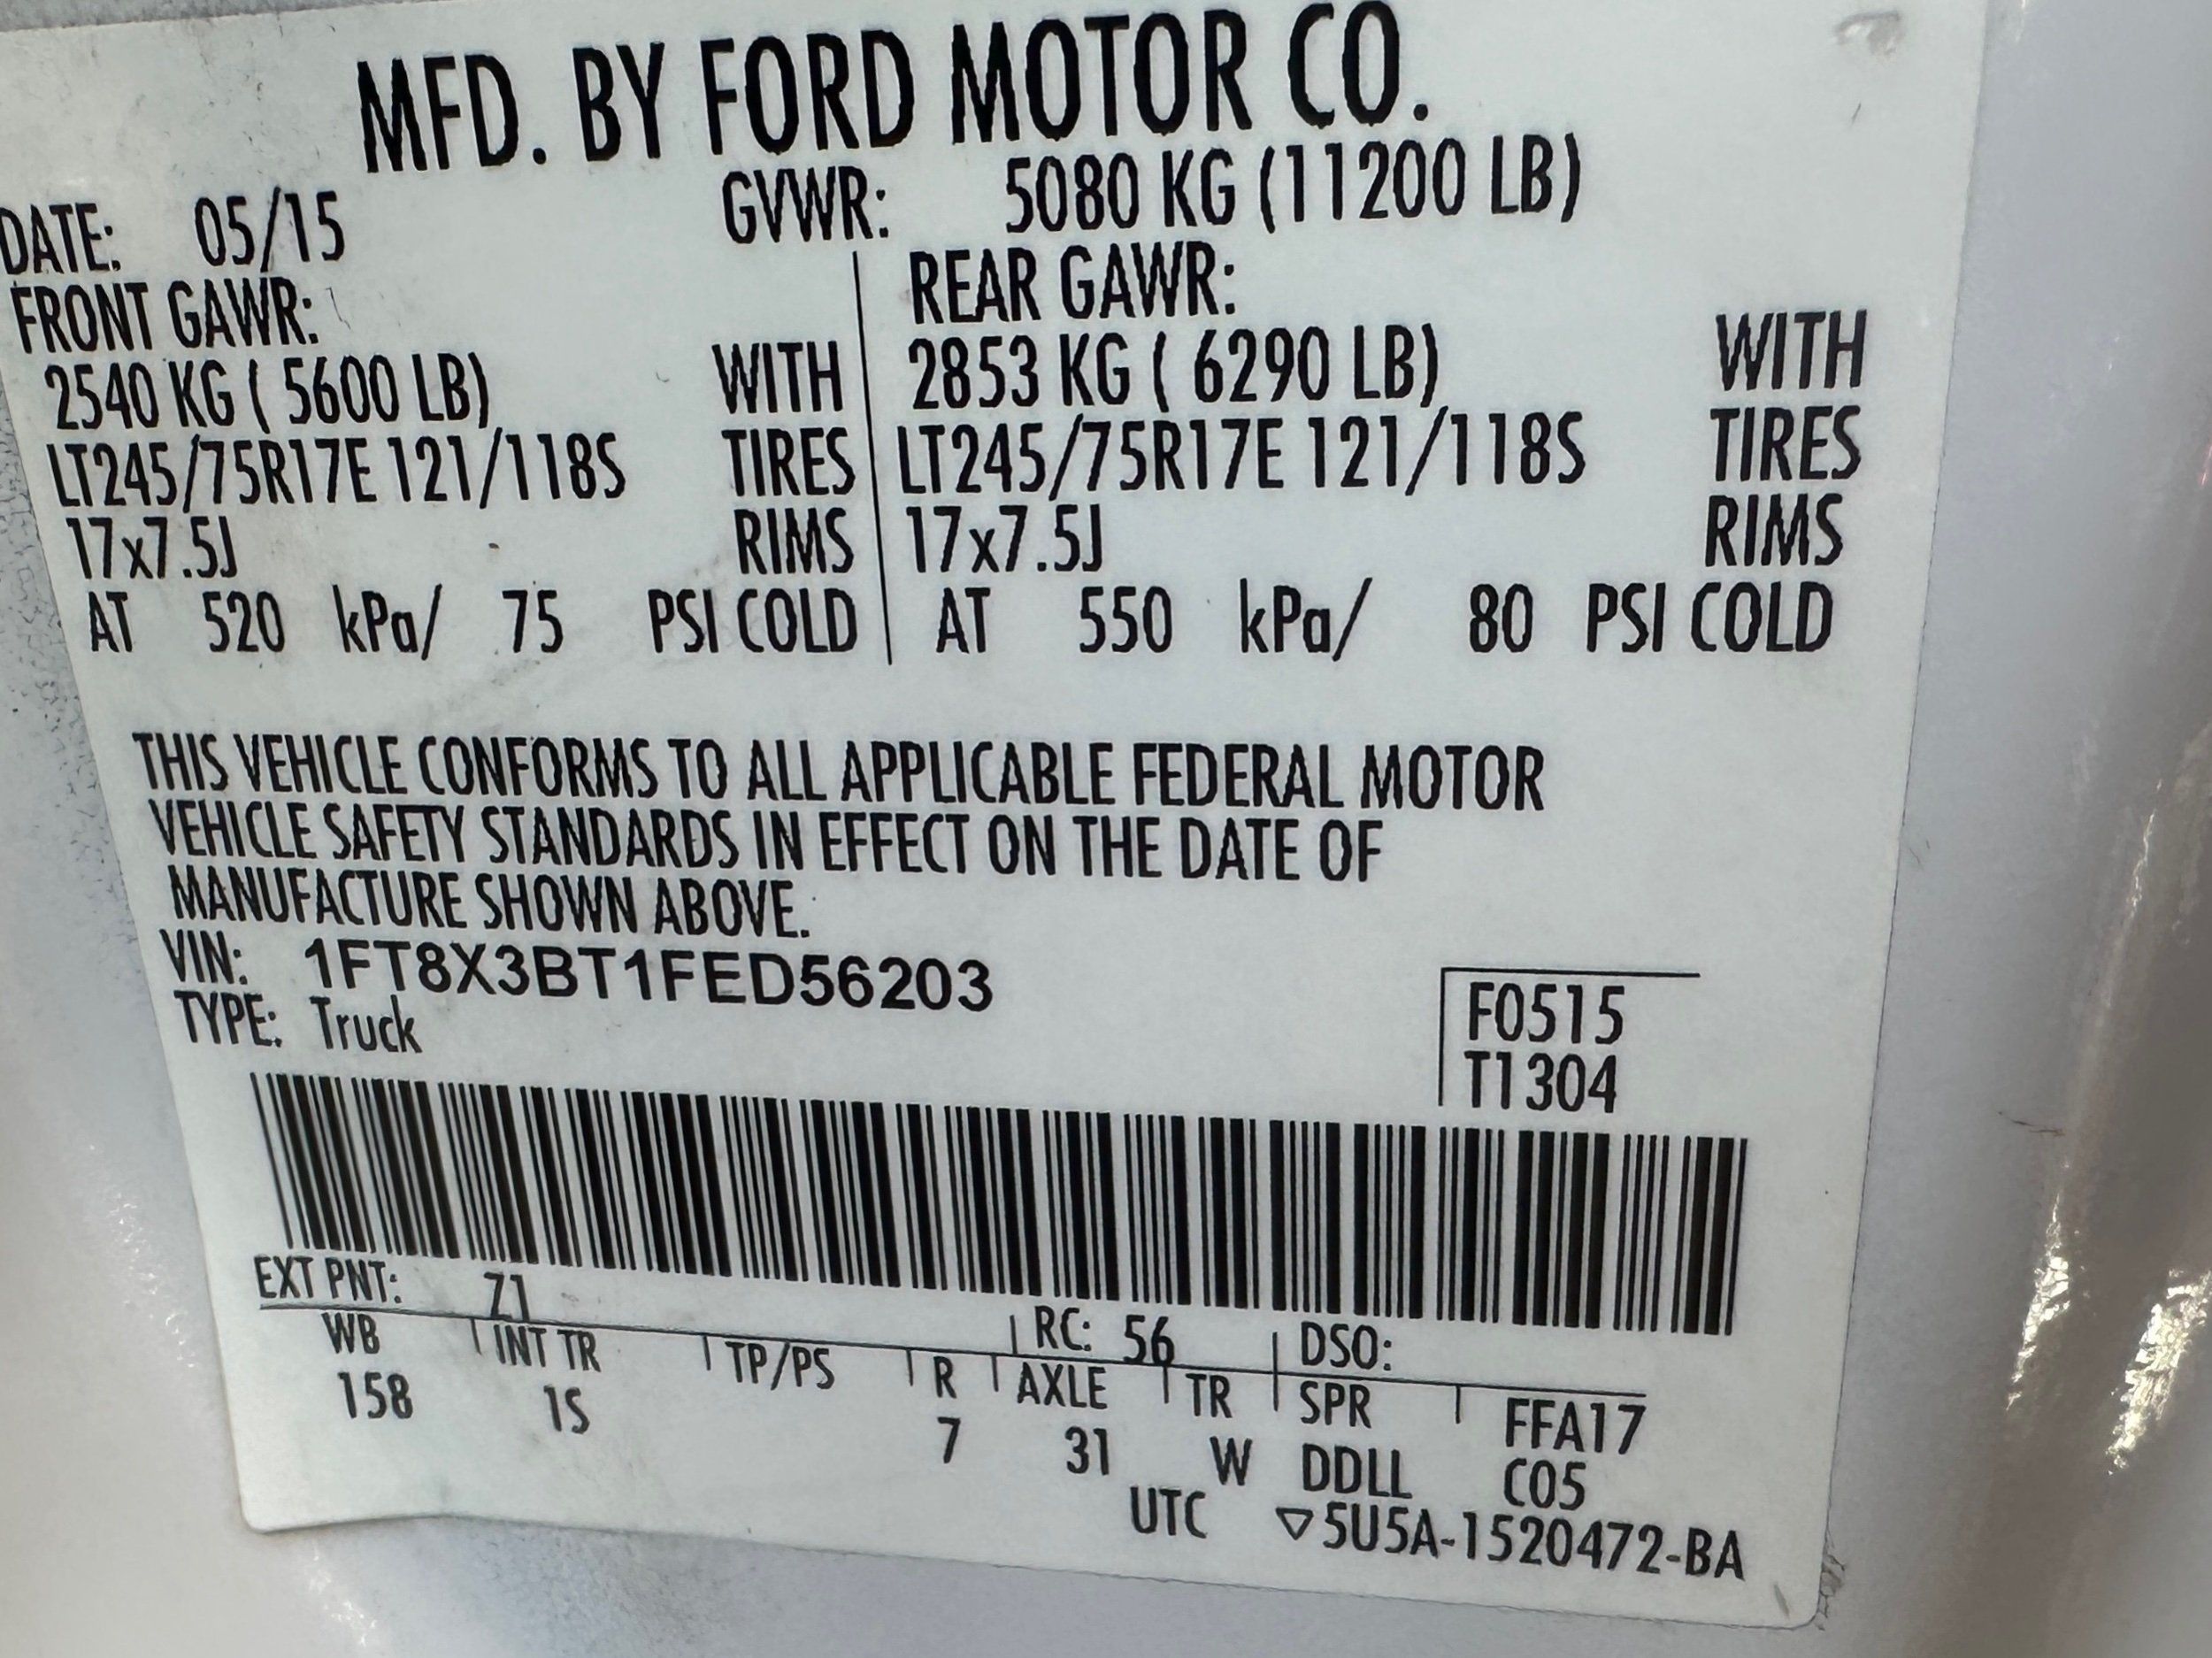 MFD. BY FORD MOTOR CO.
DATE: 05/15 GVWR: 5080 KG (11200 LB)
FRONT GAWR: REAR GAWR:
2540 KG ( 5600 LB) WITH 2853 KG ( 6290 LB) WITH
LT245/75R17E 121/118S TIRES LT245/75R17E 121/118S TIRES
17x7.5J RIMS 17x7.5J RIMS
AT 520 kPa/ 75 PSI COLD AT 550 kPa/ 80 PSI COLD
THIS VEHICLE CONFORMS TO ALL APPLICABLE FEDERAL MOTOR
VEHICLE SAFETY STANDARDS IN EFFECT ON THE DATE OF
MANUFACTURE SHOWN ABOVE.
VIN: 1FT8X3BT1FED56203
TYPE: Truck
F0515
T1304
EXT PNT: Z1 RC: 56 DSO:
WB INT TR TP/PS R AXLE TR SPR FFA17
158 1S 7 31 W DDLL C05
UTC ▽5U5A-1520472-BA